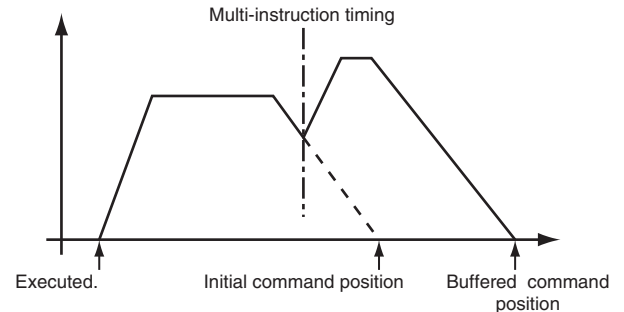 Multi-instruction timing
Executed.
Initial command position
Buffered command
position